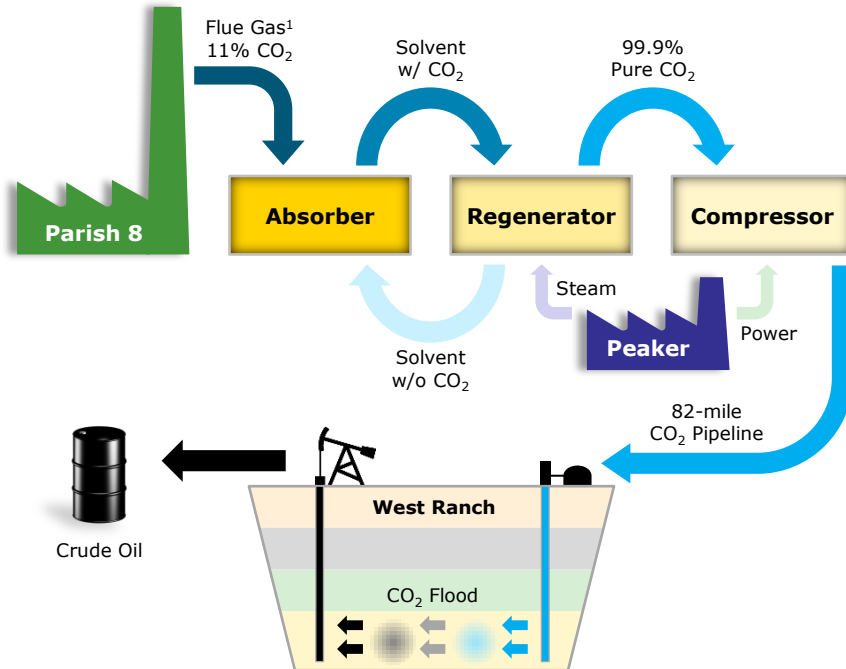 Flue Gas¹
11% CO₂
Solvent
w/ CO₂
99.9%
Pure CO₂
Parish 8
Absorber
Regenerator
Compressor
Steam
Peaker
Power
Solvent
w/o CO₂
82-mile
CO₂ Pipeline
West Ranch
Crude Oil
CO₂ Flood